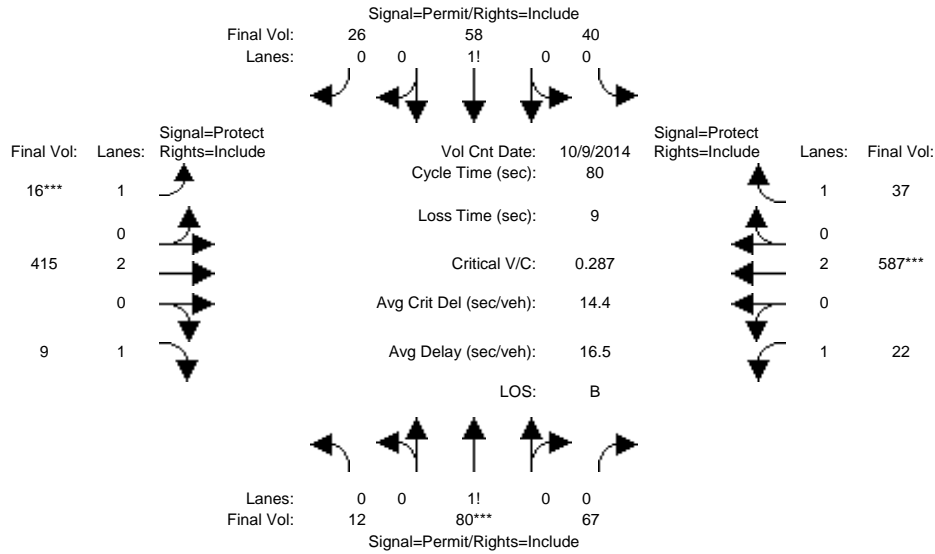 Signal=Permit/Rights=Include
Final Vol: 26 58 40
Lanes: 0 0 1! 0 0
Signal=Protect Signal=Protect
Final Vol: Lanes: Rights=Include Vol Cnt Date: 10/9/2014 Rights=Include Lanes: Final Vol:
Cycle Time (sec): 80
16*** 1 1 37
Loss Time (sec): 9
0 0
415 2 Critical V/C: 0.287 2 587***
0 Avg Crit Del (sec/veh): 14.4 0
9 1 Avg Delay (sec/veh): 16.5 1 22
LOS: B
Lanes: 0 0 1! 0 0
Final Vol: 12 80*** 67
Signal=Permit/Rights=Include